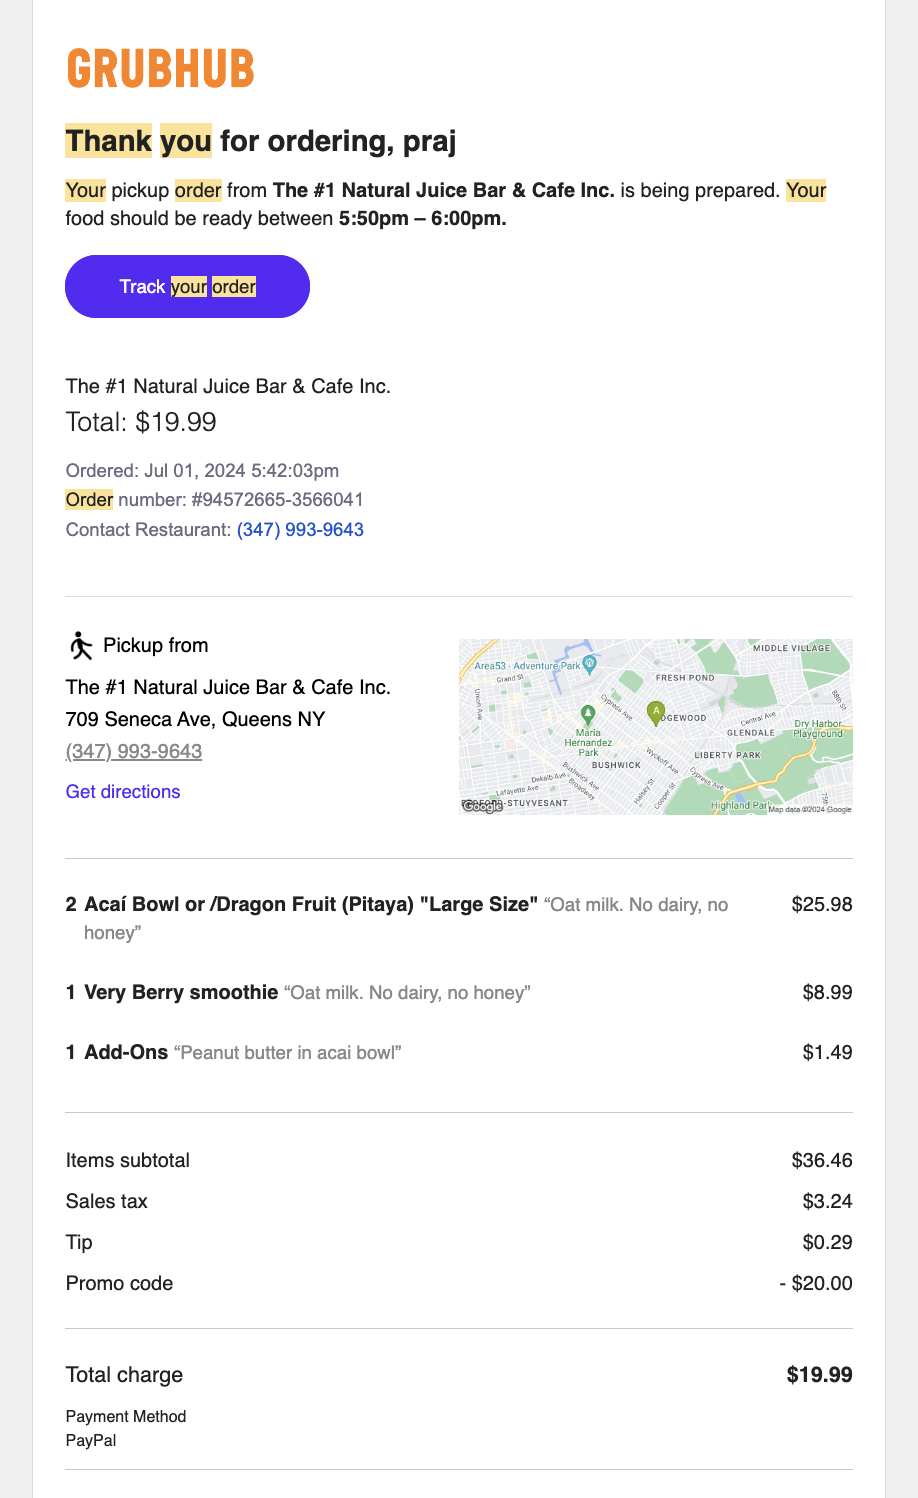 GRUBHUB
Thank you for ordering, praj
Your pickup order from The #1 Natural Juice Bar & Cafe Inc. is being prepared. Your
food should be ready between 5:50pm – 6:00pm.
Track your order
The #1 Natural Juice Bar & Cafe Inc.
Total: $19.99
Ordered: Jul 01, 2024 5:42:03pm
Order number: #94572665-3566041
Contact Restaurant: (347) 993-9643
Pickup from
The #1 Natural Juice Bar & Cafe Inc.
709 Seneca Ave, Queens NY
(347) 993-9643
Get directions
MIDDLE VILLAGE
Area53 - Adventure Park
Grand St
FRESH POND
Union Ave
Cypress Ave
88th St
A
DGEWOOD
Central Ave
Maria
Hernandez
Park
GLENDALE
Dry Harbor
Playground
Wyckoff Ave
LIBERTY PARK
BUSHWICK
Bushwick Ave
Dekalb Ave
Broadway
Lafayette Ave
Halsey St
Cooper St
Cypress Ave
75th
-STUYVESANT
Highland Park
Google
Map data ©2024 Google
2 Acaí Bowl or /Dragon Fruit (Pitaya) "Large Size" “Oat milk. No dairy, no $25.98
honey”
1 Very Berry smoothie “Oat milk. No dairy, no honey” $8.99
1 Add-Ons “Peanut butter in acai bowl” $1.49
Items subtotal $36.46
Sales tax $3.24
Tip $0.29
Promo code - $20.00
Total charge $19.99
Payment Method
PayPal